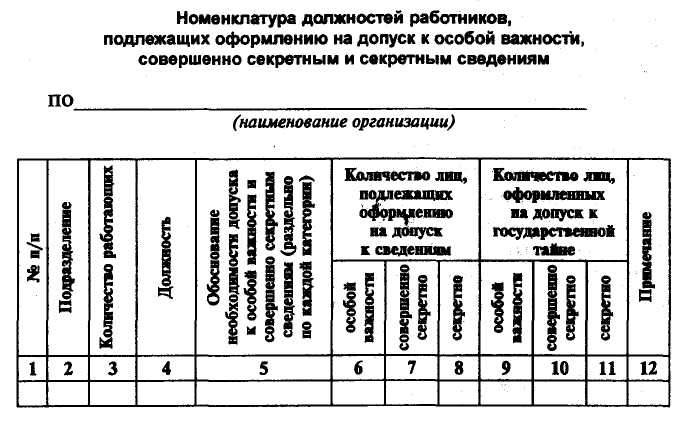 Номенклатура должностей работников,
подлежащих оформлению на допуск к особой важности,
совершенно секретным и секретным сведениям
ПО
(наименование организации)
№ п/п
Подразделение
Количество работающих
Должность
Обоснование
необходимости допуска
к особой важности и
совершенно секретным
сведениям (раздельно
по каждой категории)
Количество лиц,
подлежащих
оформлению
на допуск
к сведениям
особой
важности
совершенно
секретно
секретно
Количество лиц,
оформленных
на допуск к
государственной
тайне
особой
важности
совершенно
секретно
секретно
Примечание
1 2 3 4 5 6 7 8 9 10 11 12